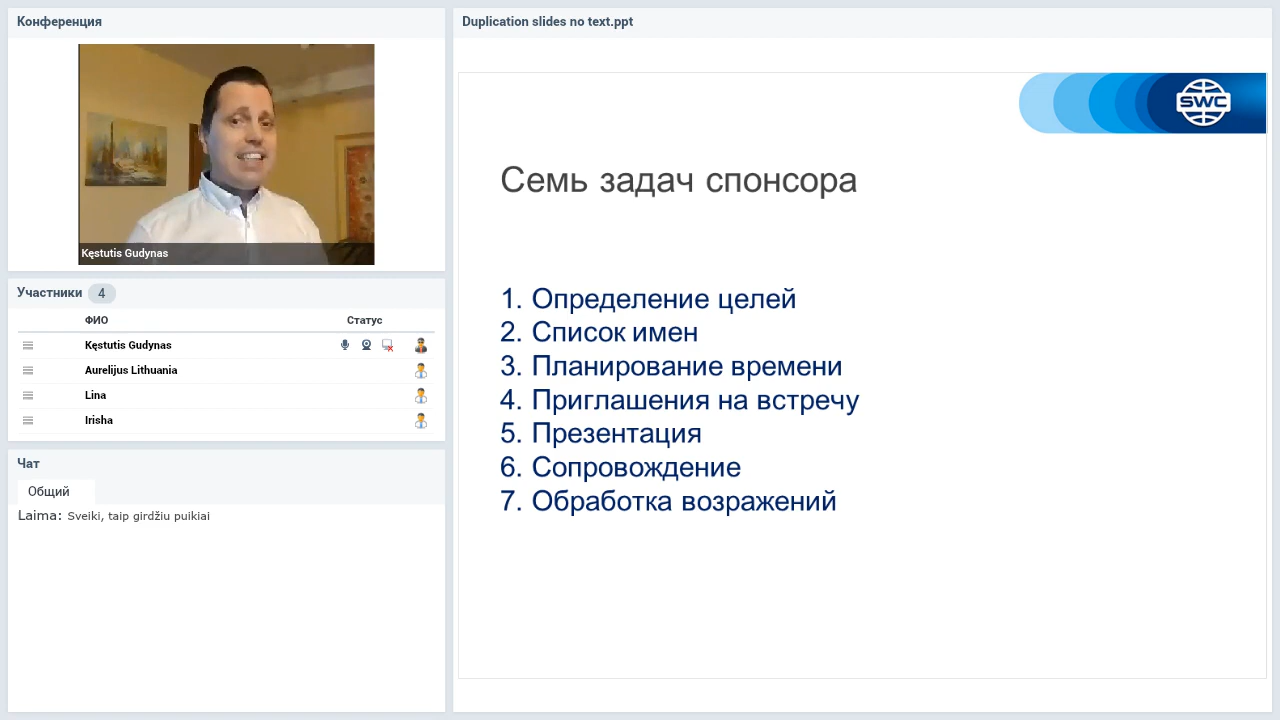 Конференция
Kęstutis Gudynas
Участники 4
ФИО Статус
Kęstutis Gudynas
Aurelijus Lithuania
Lina
Irisha
Чат
Общий
Laima: Sveiki, taip girdžiu puikiai
Duplication slides no text.ppt
SWC
Семь задач спонсора
1. Определение целей
2. Список имен
3. Планирование времени
4. Приглашения на встречу
5. Презентация
6. Сопровождение
7. Обработка возражений